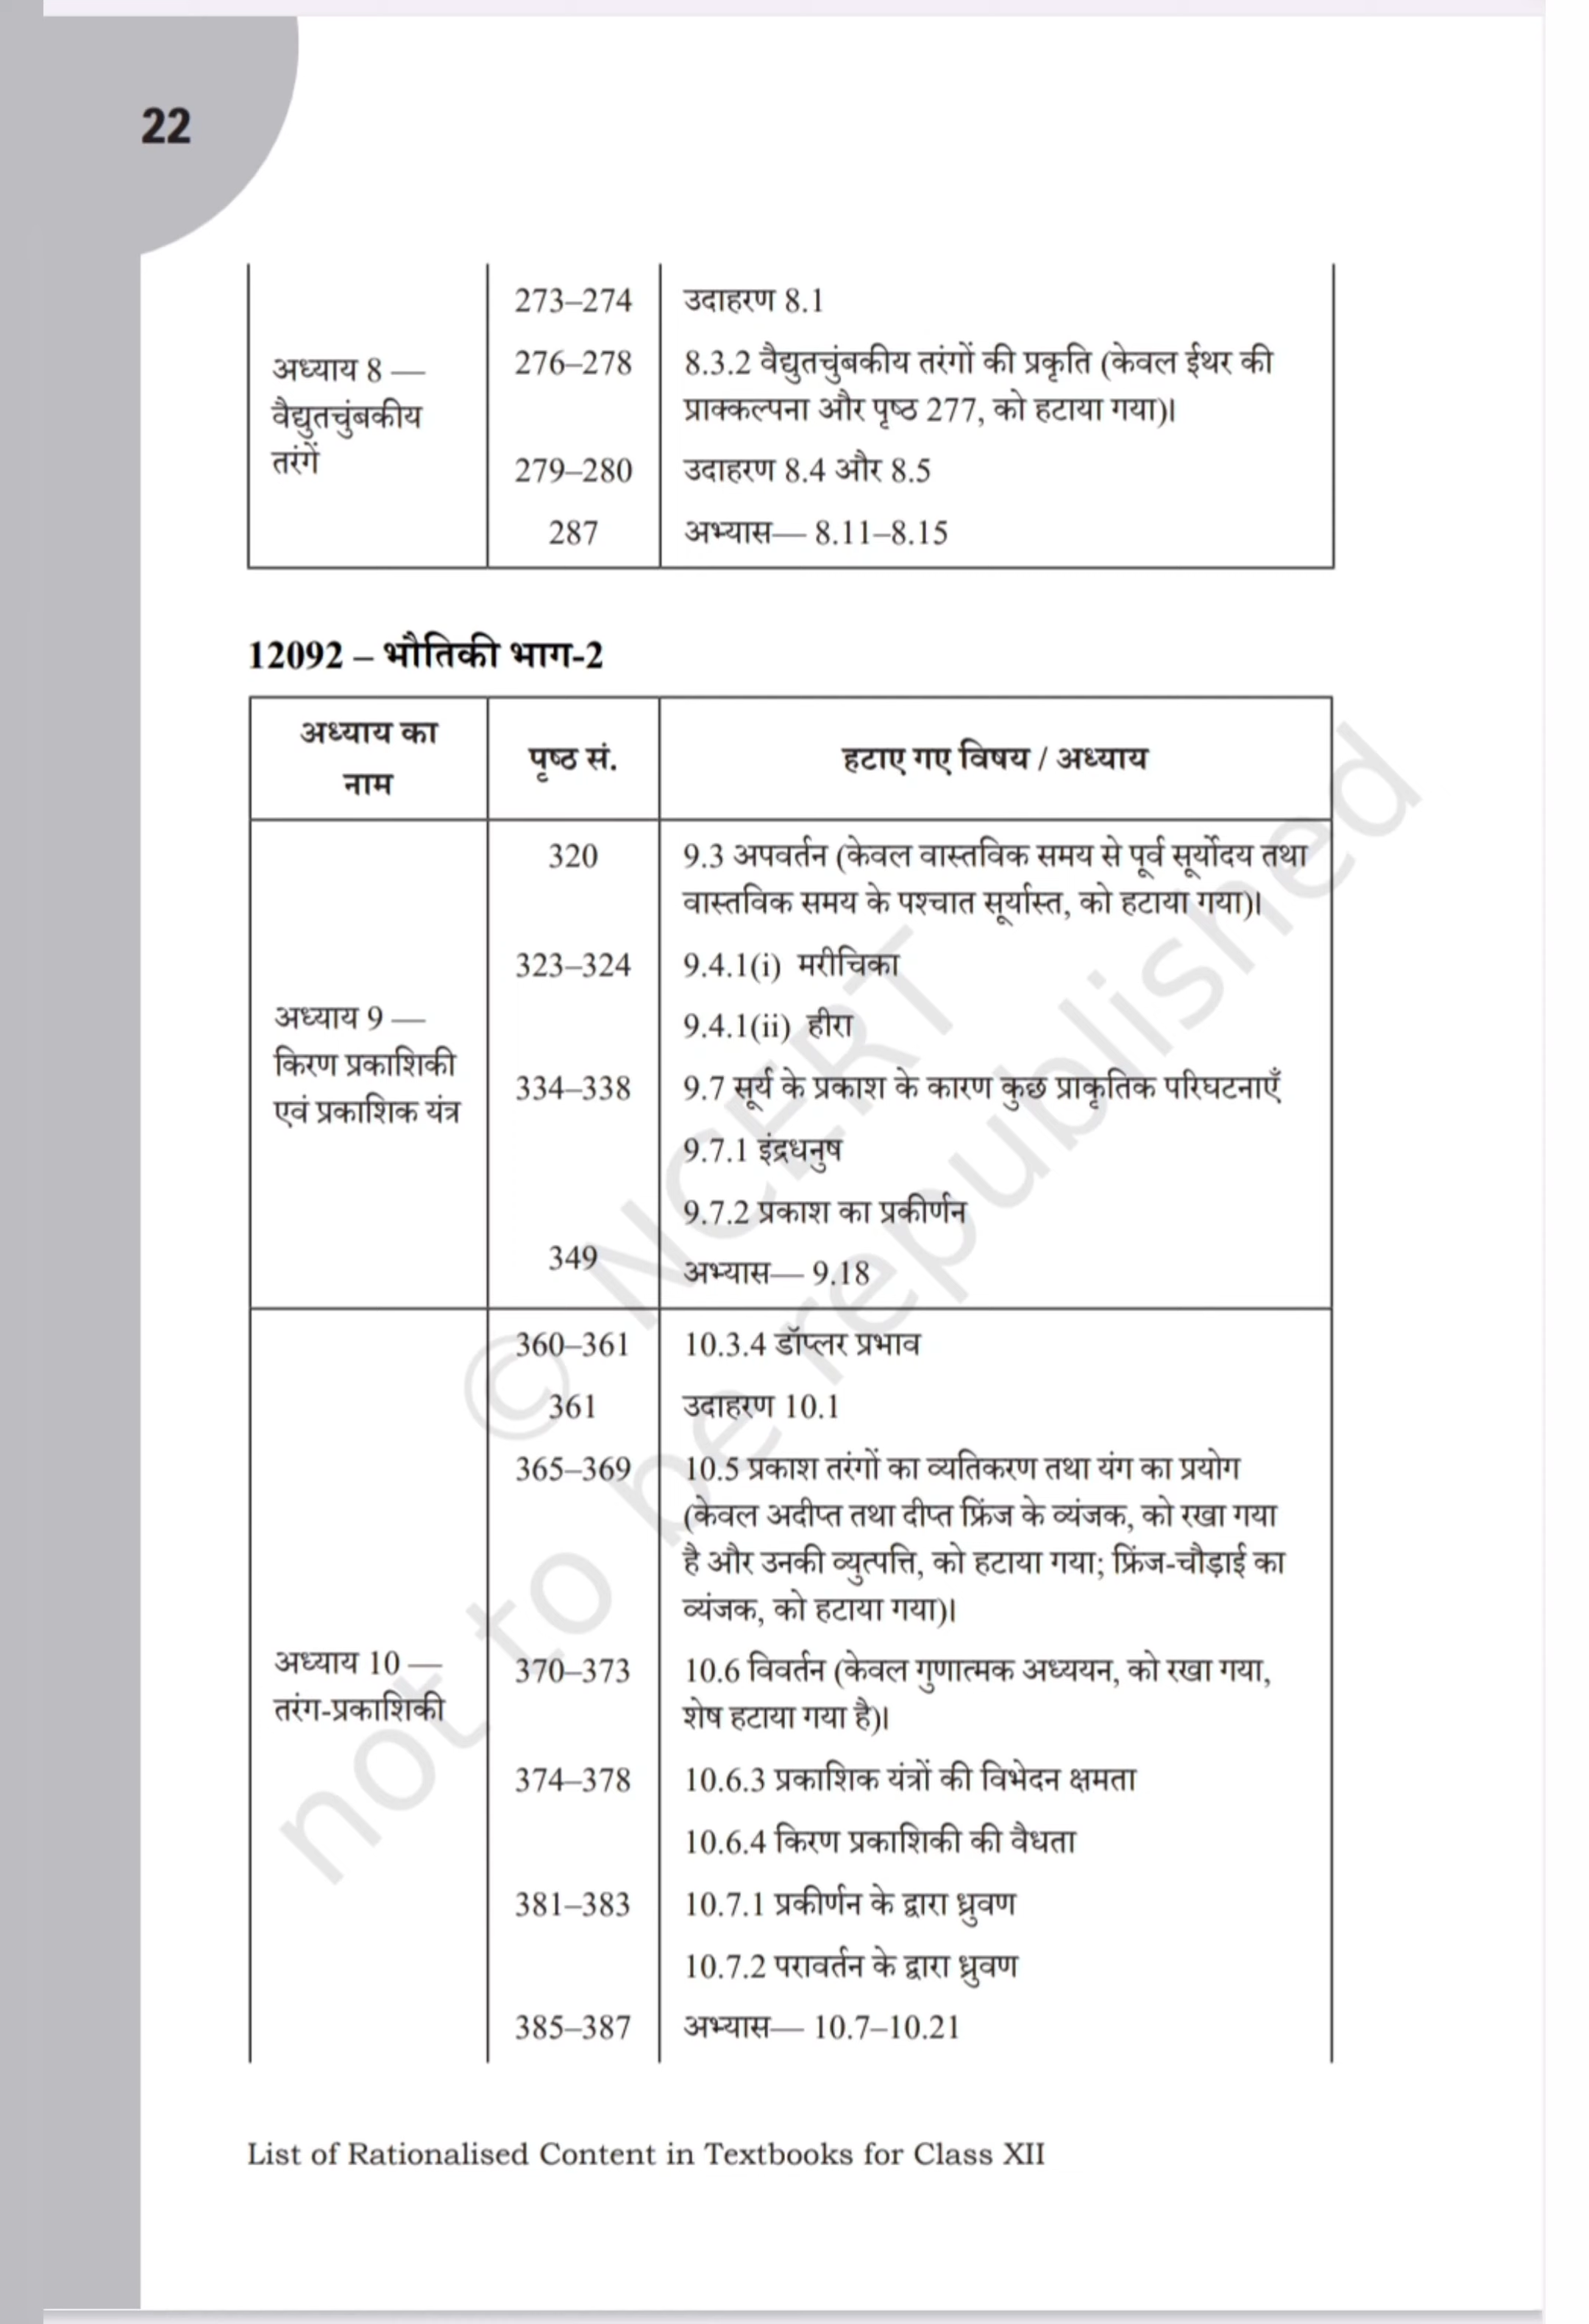 22
273–274 उदाहरण 8.1
अध्याय 8 —
वैद्युतचुंबकीय
तरंगें
276–278 8.3.2 वैद्युतचुंबकीय तरंगों की प्रकृति (केवल ईथर की
प्राक्कल्पना और पृष्ठ 277, को हटाया गया)।
279–280 उदाहरण 8.4 और 8.5
287 अभ्यास— 8.11–8.15
12092 – भौतिकी भाग-2
अध्याय का
नाम
पृष्ठ सं.
हटाए गए विषय / अध्याय
अध्याय 9 —
किरण प्रकाशिकी
एवं प्रकाशिक यंत्र
320 9.3 अपवर्तन (केवल वास्तविक समय से पूर्व सूर्योदय तथा
वास्तविक समय के पश्चात सूर्यास्त, को हटाया गया)।
323–324 9.4.1(i) मरीचिका
9.4.1(ii) हीरा
334–338 9.7 सूर्य के प्रकाश के कारण कुछ प्राकृतिक परिघटनाएँ
9.7.1 इंद्रधनुष
9.7.2 प्रकाश का प्रकीर्णन
349 अभ्यास— 9.18
अध्याय 10 —
तरंग-प्रकाशिकी
360–361 10.3.4 डॉप्लर प्रभाव
361 उदाहरण 10.1
365–369 10.5 प्रकाश तरंगों का व्यतिकरण तथा यंग का प्रयोग
(केवल अदीप्त तथा दीप्त फ्रिंज के व्यंजक, को रखा गया
है और उनकी व्युत्पत्ति, को हटाया गया; फ्रिंज-चौड़ाई का
व्यंजक, को हटाया गया)।
370–373 10.6 विवर्तन (केवल गुणात्मक अध्ययन, को रखा गया,
शेष हटाया गया है)।
374–378 10.6.3 प्रकाशिक यंत्रों की विभेदन क्षमता
10.6.4 किरण प्रकाशिकी की वैधता
381–383 10.7.1 प्रकीर्णन के द्वारा ध्रुवण
10.7.2 परावर्तन के द्वारा ध्रुवण
385–387 अभ्यास— 10.7–10.21
© NCERT
not to be republished
List of Rationalised Content in Textbooks for Class XII